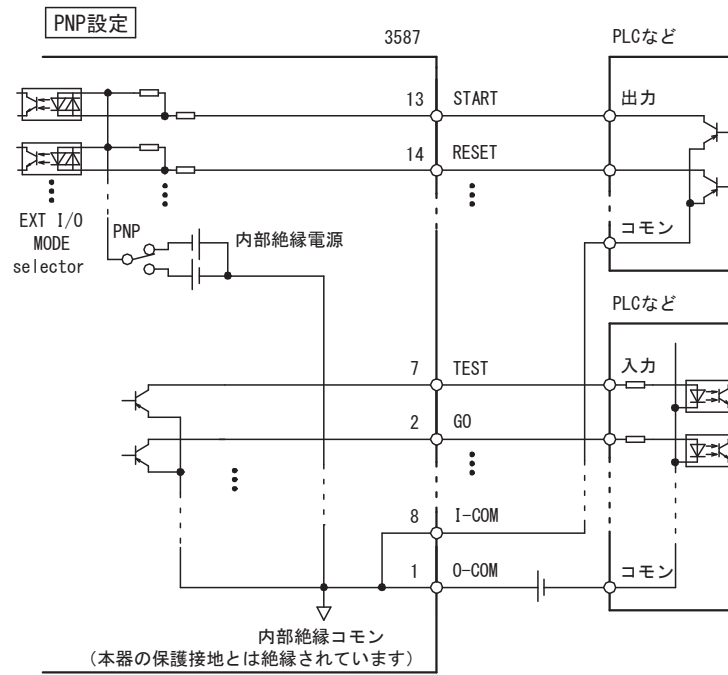 PNP設定
3587
PLCなど
13 START
出力
14 RESET
EXT I/O
MODE
selector
PNP
内部絶縁電源
コモン
PLCなど
7 TEST
入力
2 GO
8 I-COM
1 O-COM
コモン
内部絶縁コモン
(本器の保護接地とは絶縁されています)